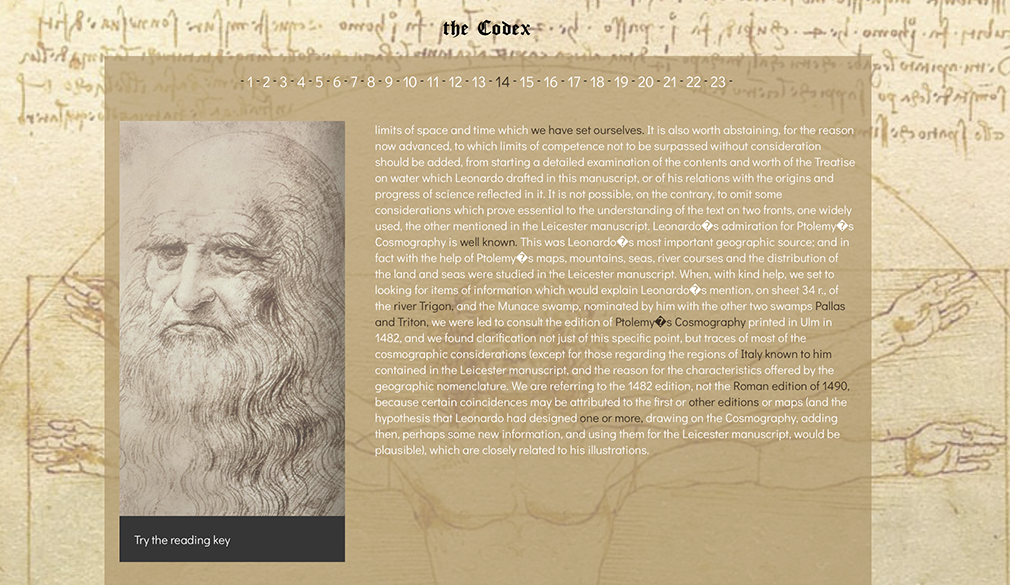 the Codex
- 1 - 2 - 3 - 4 - 5 - 6 - 7 - 8 - 9 - 10 - 11 - 12 - 13 - 14 - 15 - 16 - 17 - 18 - 19 - 20 - 21 - 22 - 23 -
limits of space and time which we have set ourselves. It is also worth abstaining, for the reason
now advanced, to which limits of competence not to be surpassed without consideration
should be added, from starting a detailed examination of the contents and worth of the Treatise
on water which Leonardo drafted in this manuscript, or of his relations with the origins and
progress of science reflected in it. It is not possible, on the contrary, to omit some
considerations which prove essential to the understanding of the text on two fronts, one widely
used, the other mentioned in the Leicester manuscript. Leonardo�s admiration for Ptolemy�s
Cosmography is well known. This was Leonardo�s most important geographic source; and in
fact with the help of Ptolemy�s maps, mountains, seas, river courses and the distribution of
the land and seas were studied in the Leicester manuscript. When, with kind help, we set to
looking for items of information which would explain Leonardo�s mention, on sheet 34 r., of
the river Trigon, and the Munace swamp, nominated by him with the other two swamps Pallas
and Triton, we were led to consult the edition of Ptolemy�s Cosmography printed in Ulm in
1482, and we found clarification not just of this specific point, but traces of most of the
cosmographic considerations (except for those regarding the regions of Italy known to him
contained in the Leicester manuscript, and the reason for the characteristics offered by the
geographic nomenclature. We are referring to the 1482 edition, not the Roman edition of 1490,
because certain coincidences may be attributed to the first or other editions or maps (and the
hypothesis that Leonardo had designed one or more, drawing on the Cosmography, adding
then, perhaps some new information, and using them for the Leicester manuscript, would be
plausible), which are closely related to his illustrations.
Try the reading key